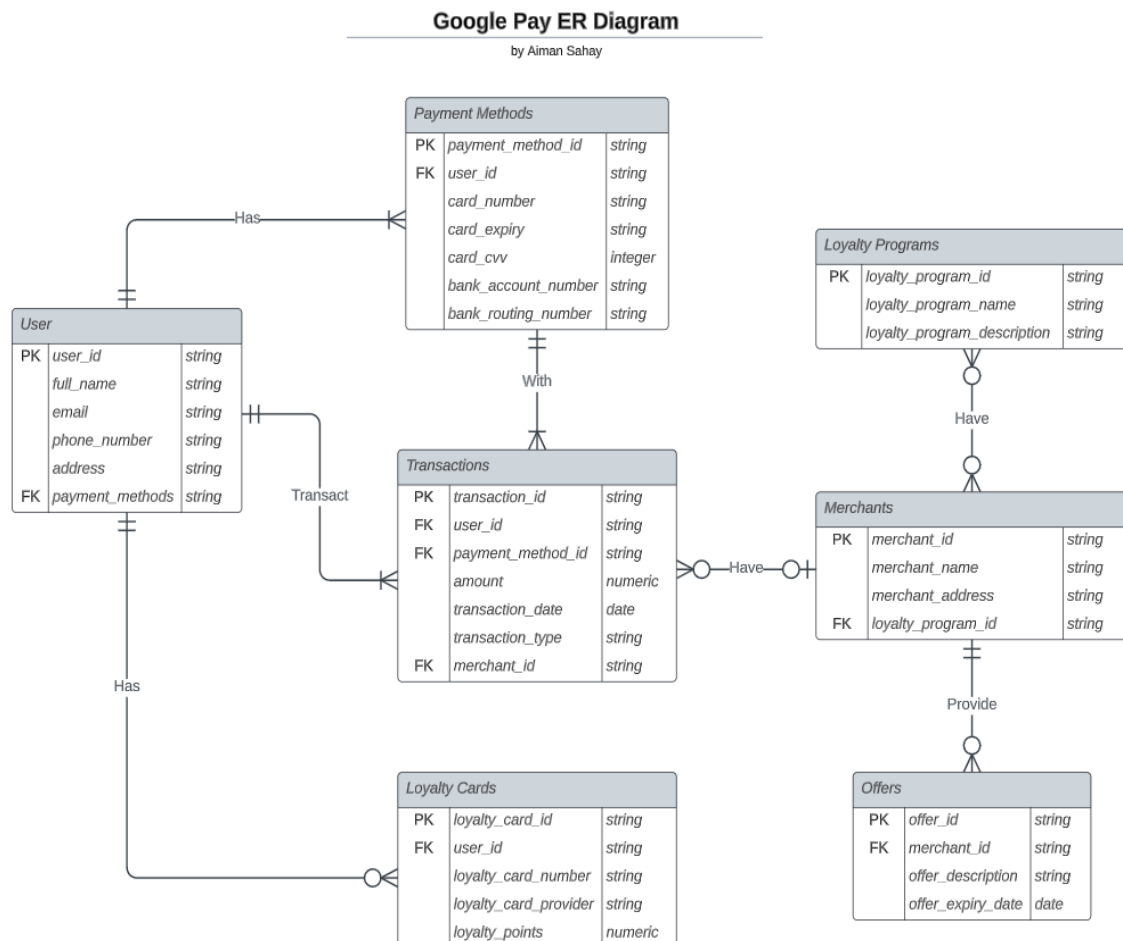 Google Pay ER Diagram
by Aiman Sahay
Payment Methods
PK payment_method_id string
FK user_id string
card_number string
card_expiry string
card_cvv integer
bank_account_number string
bank_routing_number string
Has
Loyalty Programs
PK loyalty_program_id string
loyalty_program_name string
loyalty_program_description string
User
PK user_id string
full_name string
email string
phone_number string
address string
FK payment_methods string
With
Have
Transact
Transactions
PK transaction_id string
FK user_id string
FK payment_method_id string
amount numeric
transaction_date date
transaction_type string
FK merchant_id string
Have
Merchants
PK merchant_id string
merchant_name string
merchant_address string
FK loyalty_program_id string
Has
Provide
Loyalty Cards
PK loyalty_card_id string
FK user_id string
loyalty_card_number string
loyalty_card_provider string
loyalty_points numeric
Offers
PK offer_id string
FK merchant_id string
offer_description string
offer_expiry_date date